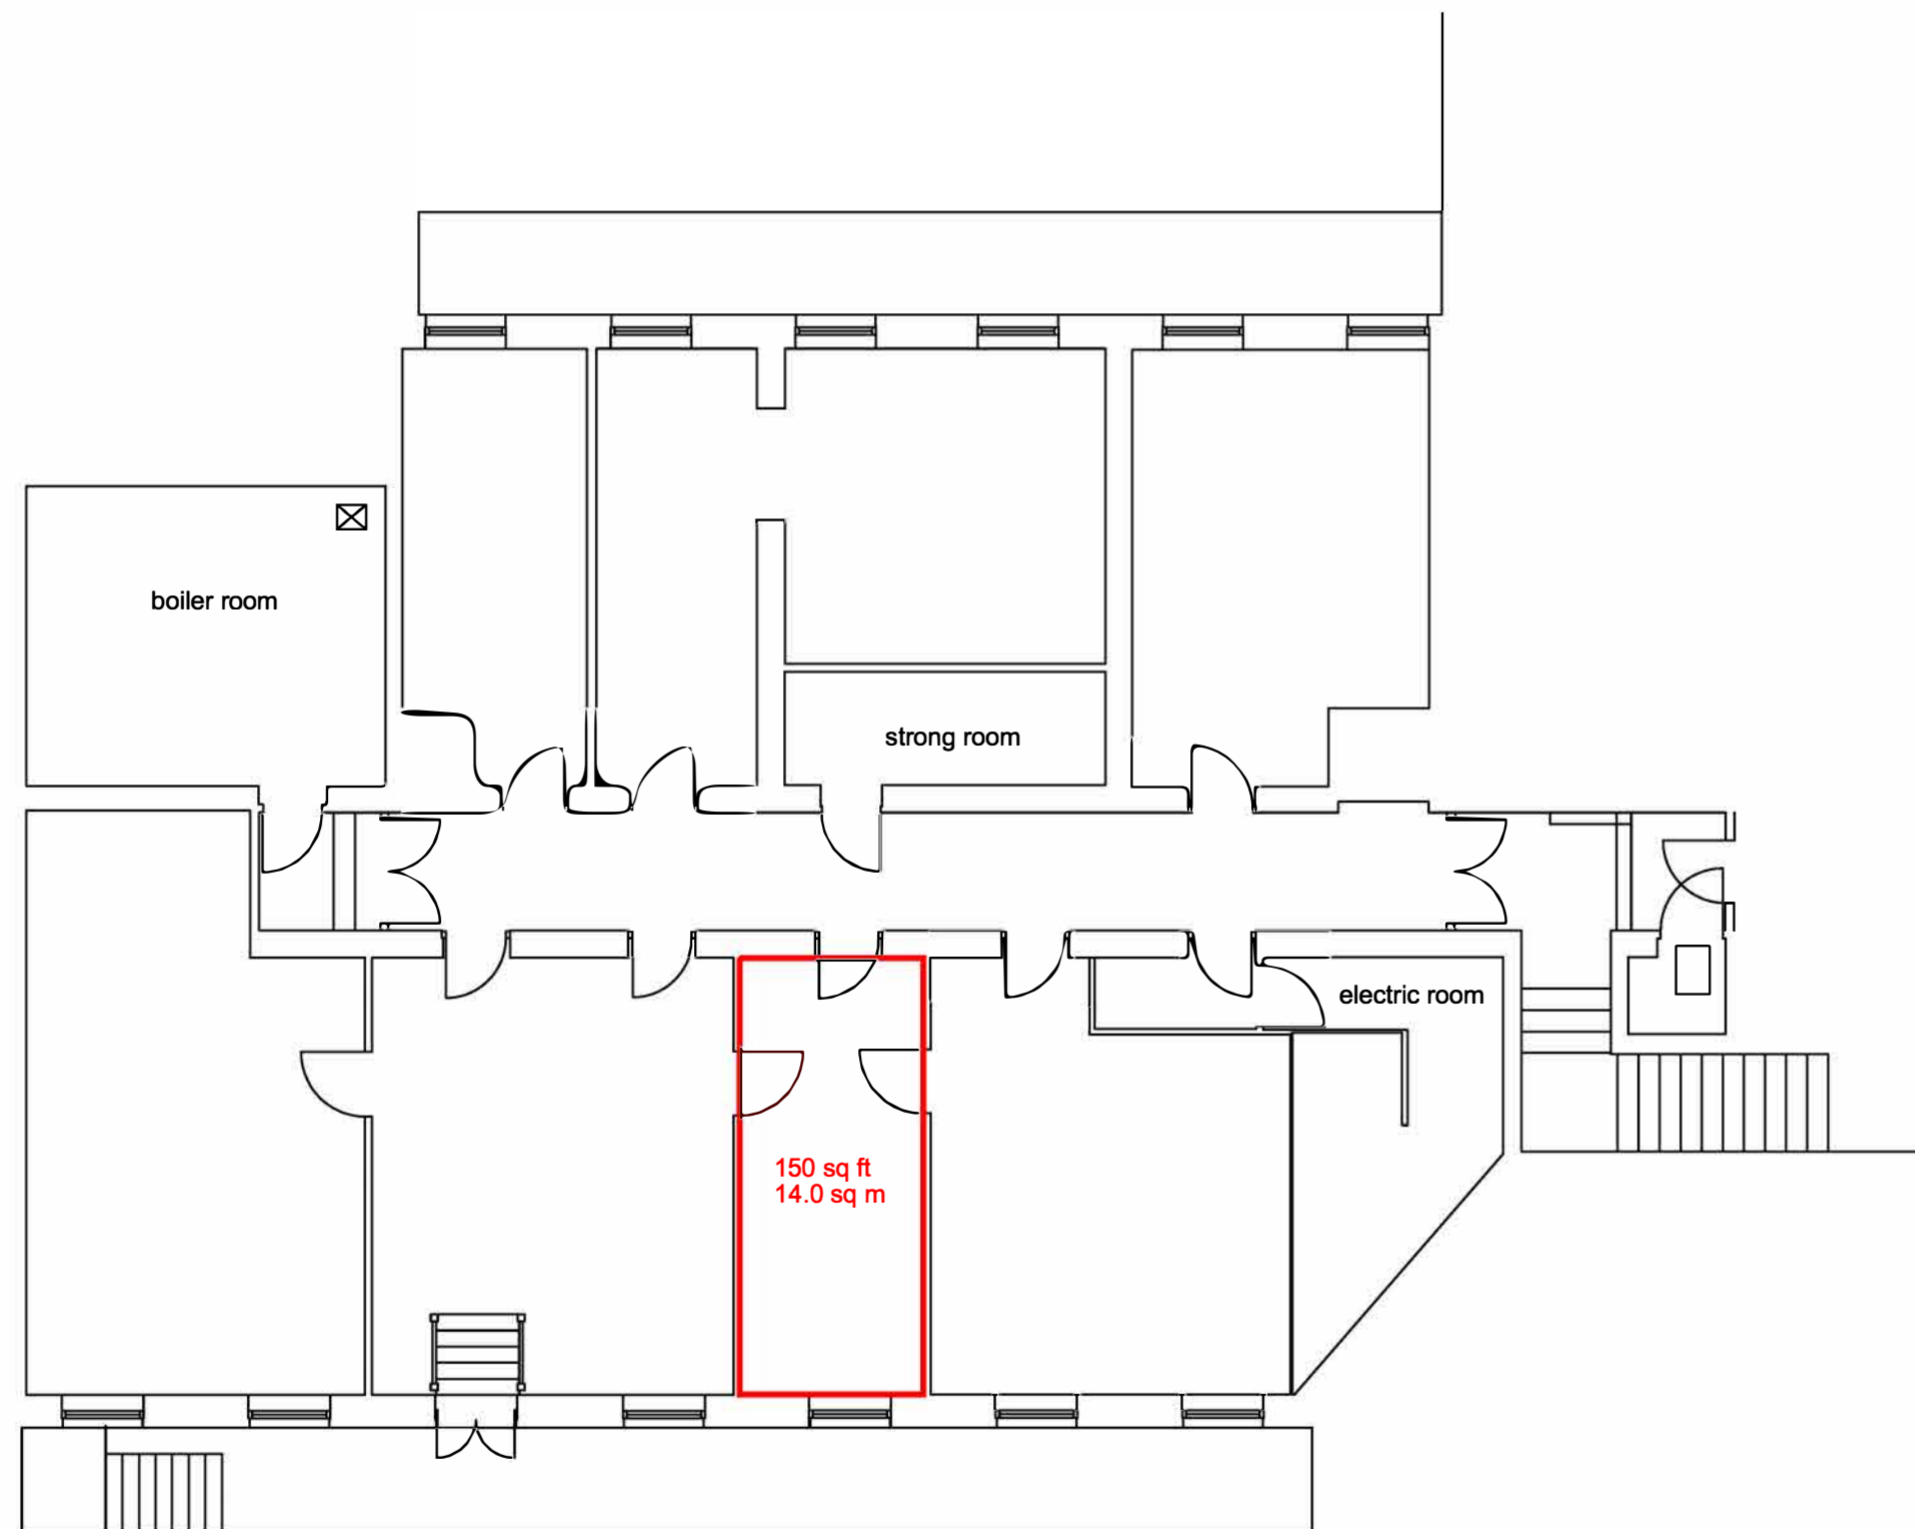 boiler room
strong room
electric room
150 sq ft
14.0 sq m